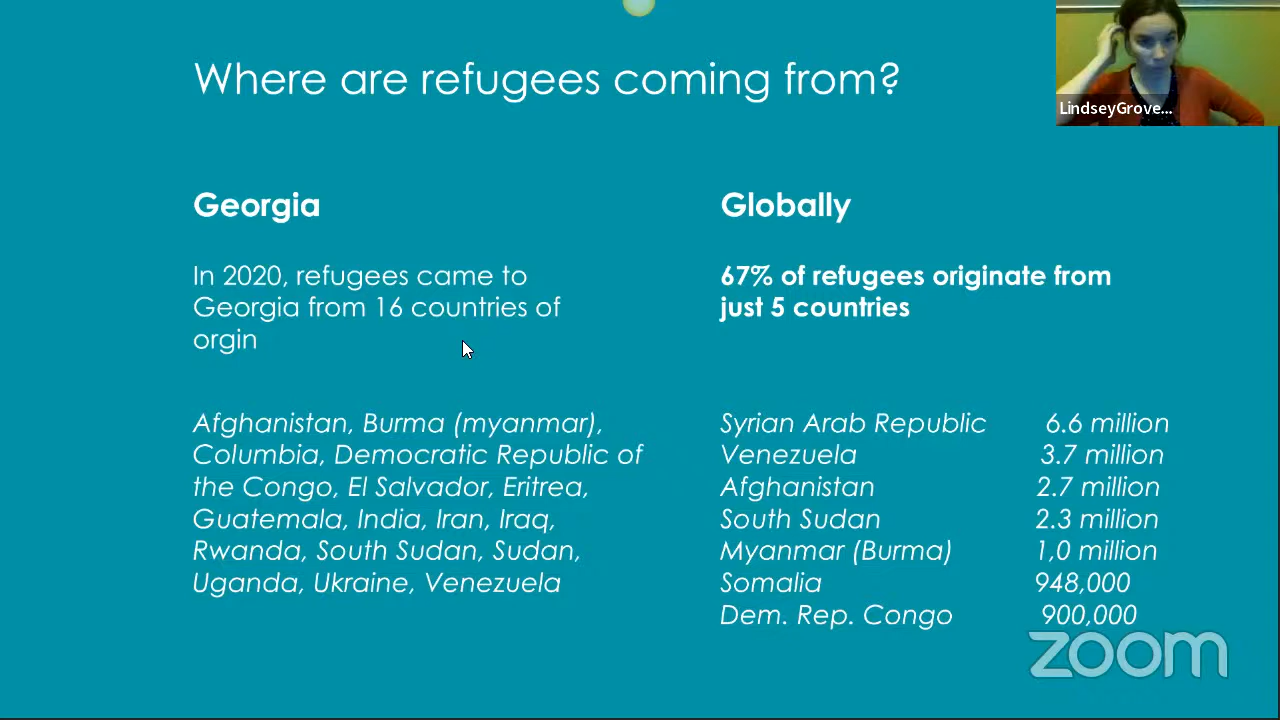 Where are refugees coming from?
LindseyGrove...
Georgia
In 2020, refugees came to
Georgia from 16 countries of
orgin
Afghanistan, Burma (myanmar),
Columbia, Democratic Republic of
the Congo, El Salvador, Eritrea,
Guatemala, India, Iran, Iraq,
Rwanda, South Sudan, Sudan,
Uganda, Ukraine, Venezuela
Globally
67% of refugees originate from
just 5 countries
Syrian Arab Republic 6.6 million
Venezuela 3.7 million
Afghanistan 2.7 million
South Sudan 2.3 million
Myanmar (Burma) 1,0 million
Somalia 948,000
Dem. Rep. Congo 900,000
zoom